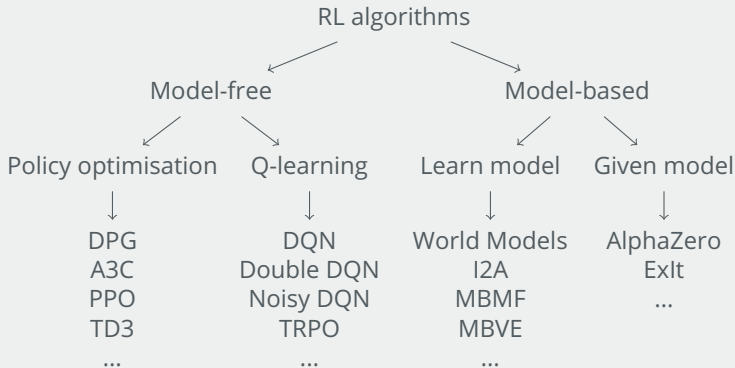 RL algorithms
Model-free
Model-based
Policy optimisation
Q-learning
Learn model
Given model
DPG
A3C
PPO
TD3
...
DQN
Double DQN
Noisy DQN
TRPO
...
World Models
I2A
MBMF
MBVE
...
AlphaZero
ExIt
...